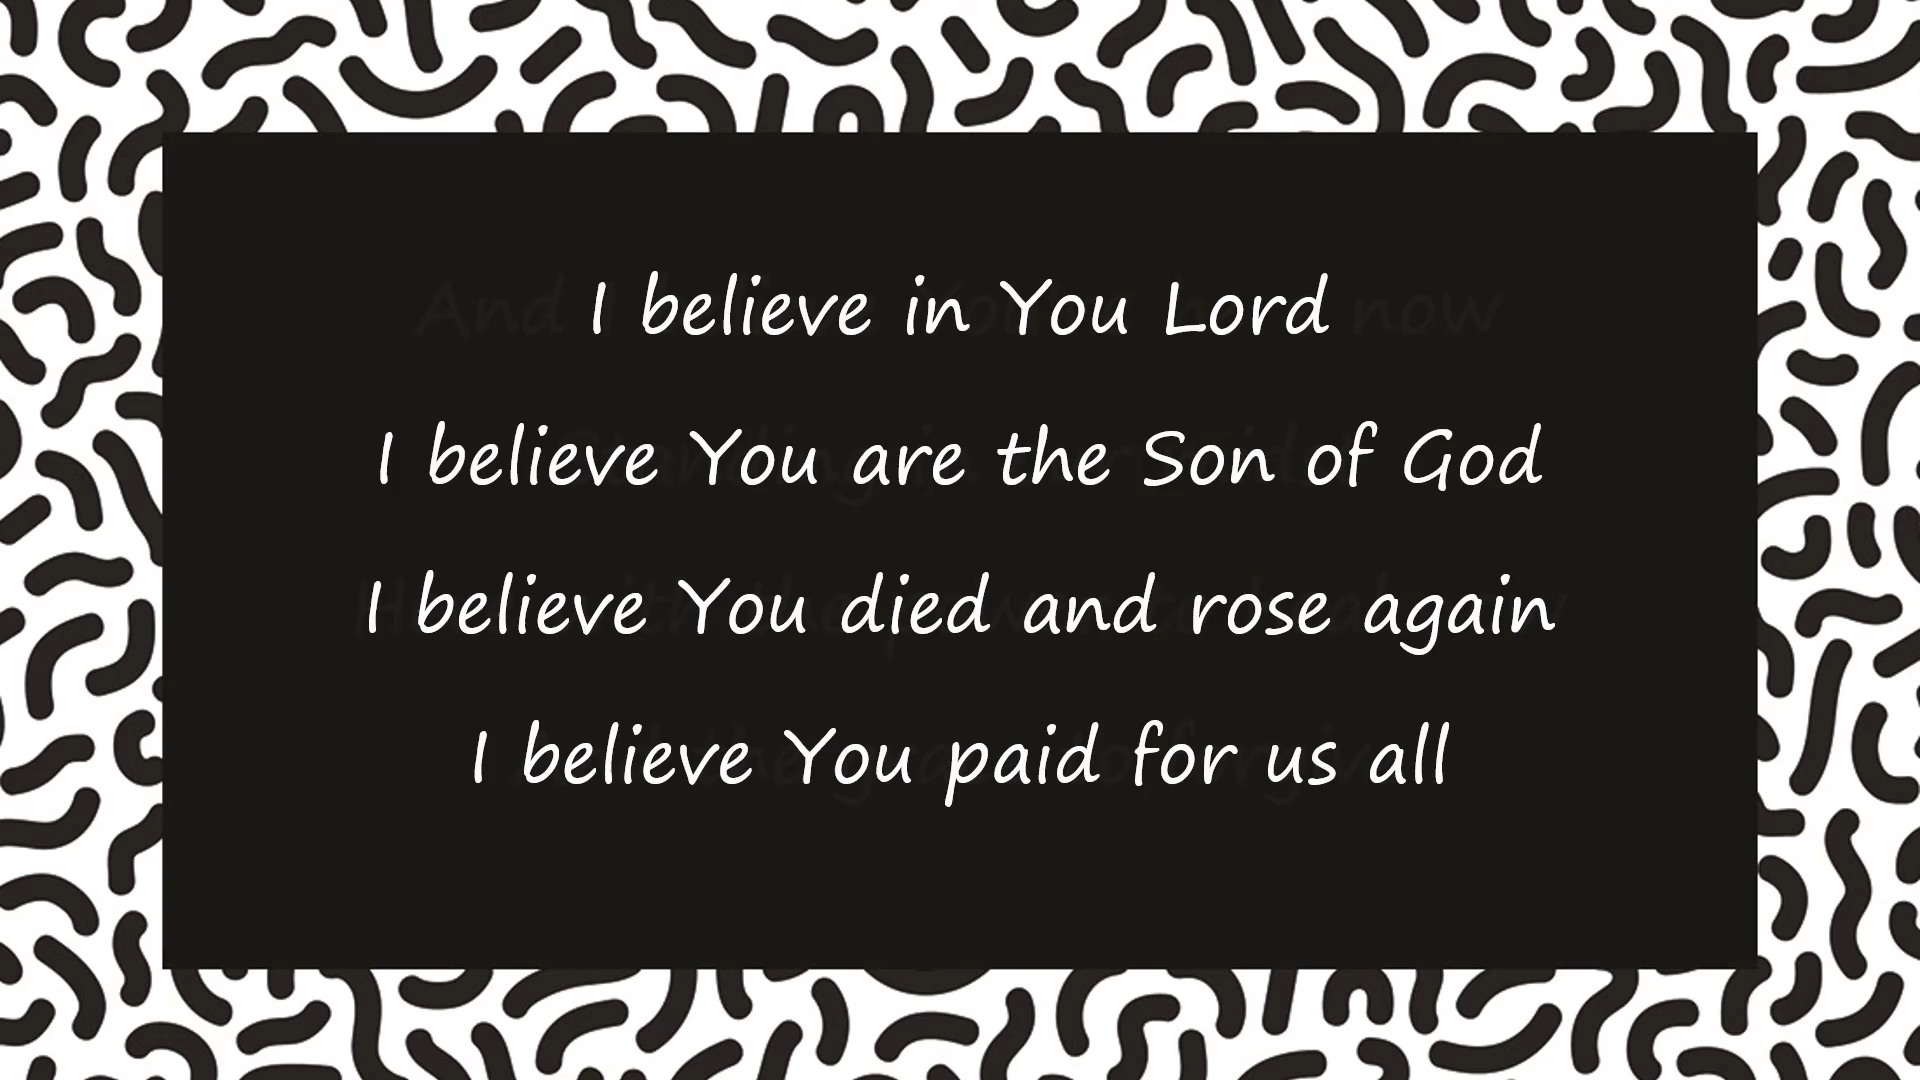 I believe in You Lord
I believe You are the Son of God
I believe You died and rose again
I believe You paid for us all